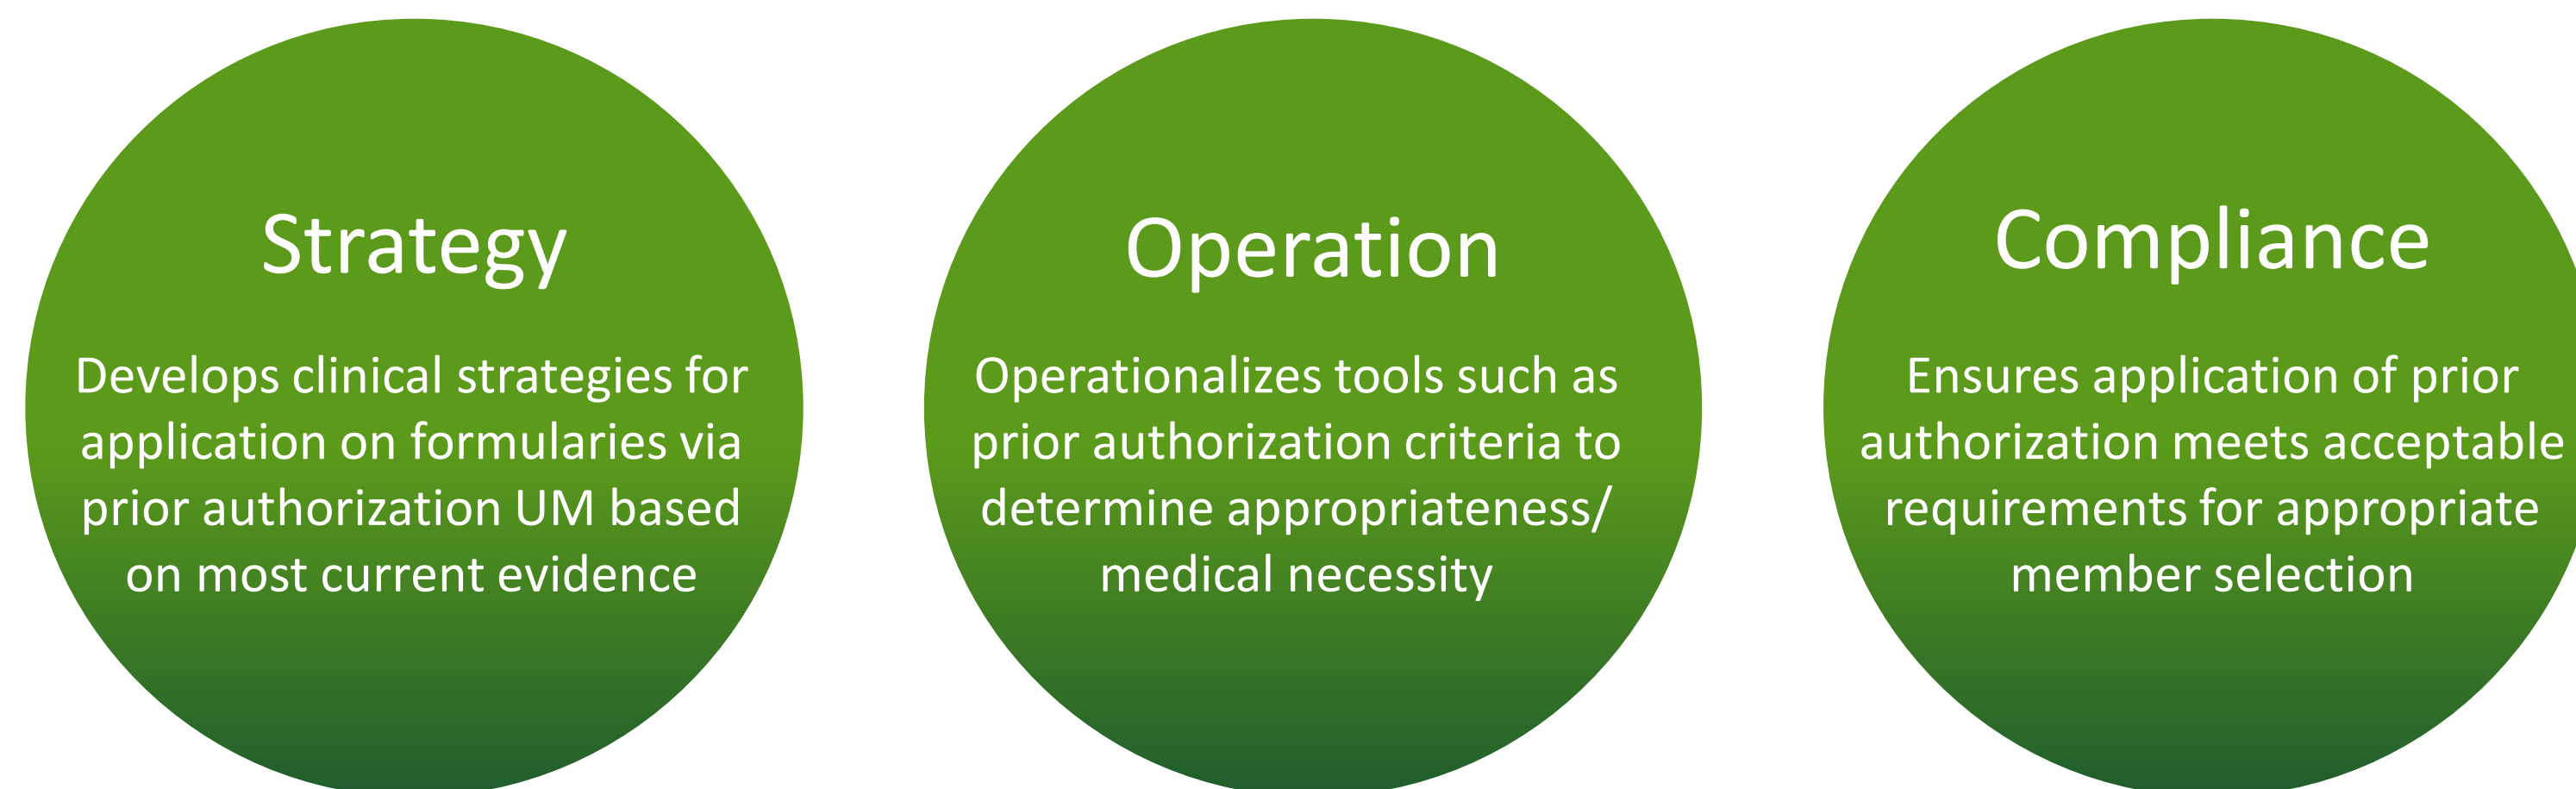 Strategy
Develops clinical strategies for
application on formularies via
prior authorization UM based
on most current evidence
Operation
Operationalizes tools such as
prior authorization criteria to
determine appropriateness/
medical necessity
Compliance
Ensures application of prior
authorization meets acceptable
requirements for appropriate
member selection